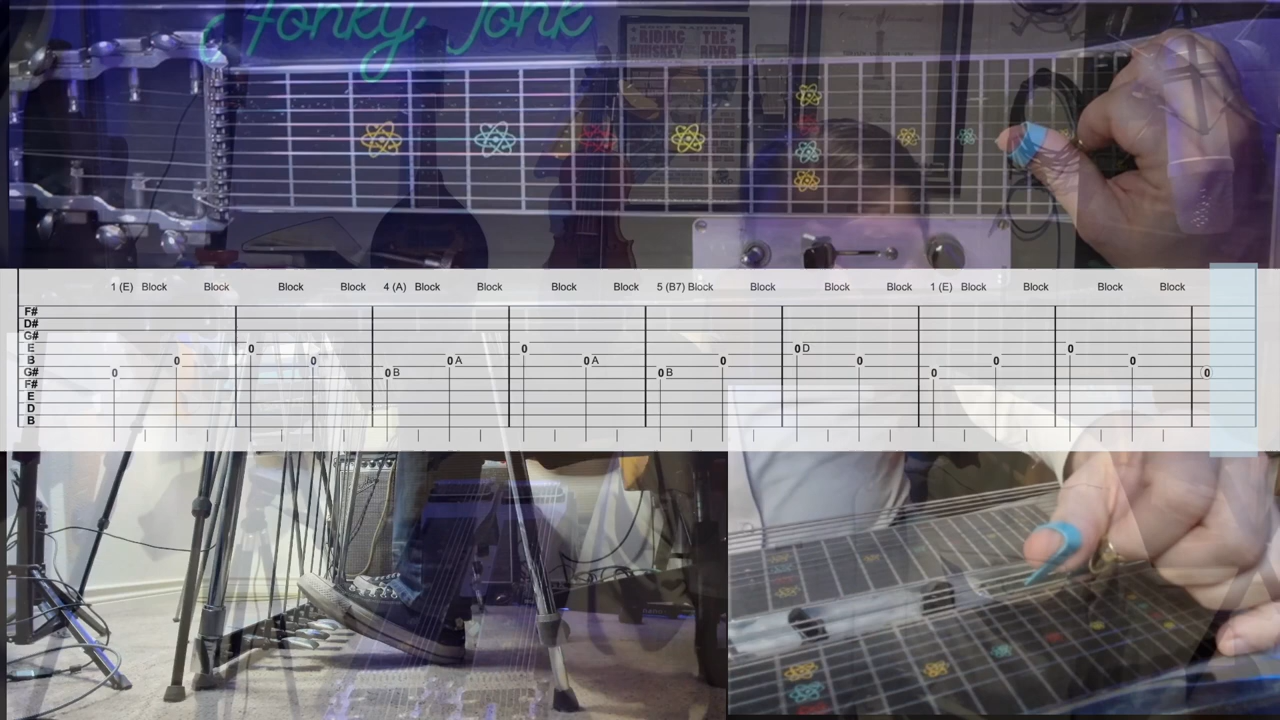 Honky Tonk
RIDING THE
WHISKEY RIVER
1 (E) Block Block Block Block 4 (A) Block Block Block Block 5 (B7) Block Block Block Block 1 (E) Block Block Block Block
F#
D#
G#
E 0 0 0 D 0
B 0 0 0 A 0 A 0 0 0 0
G# 0 0 B 0 B 0 (0)
F#
E
D
B